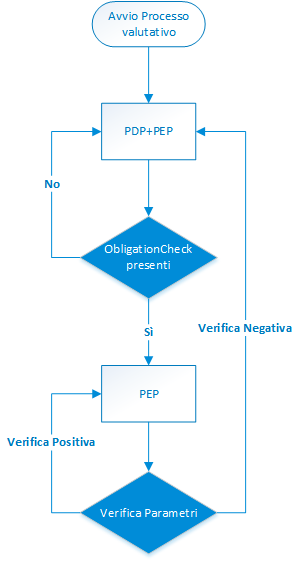 Avvio Processo
valutativo
PDP+PEP
No
ObligationCheck
presenti
Sì
Verifica Negativa
PEP
Verifica Positiva
Verifica Parametri